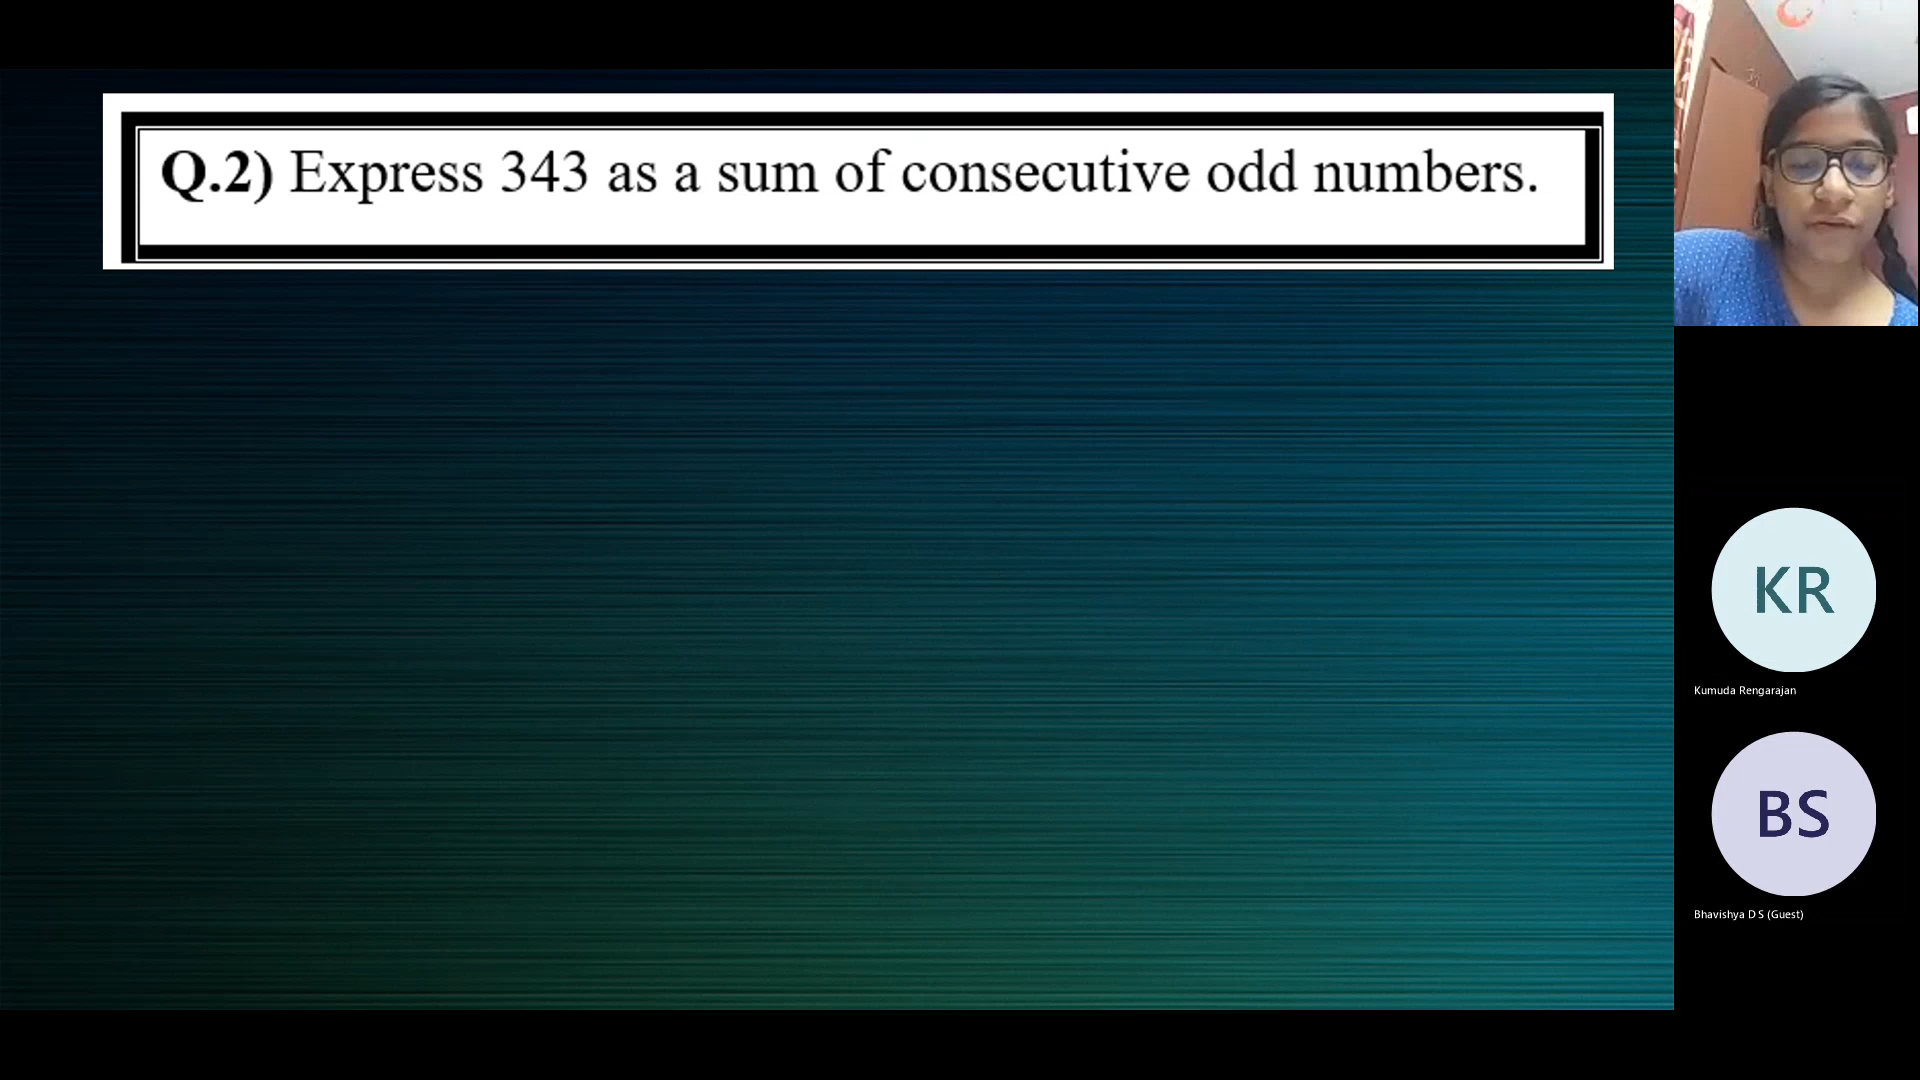 Q.2) Express 343 as a sum of consecutive odd numbers.
KR
Kumuda Rengarajan
BS
Bhavishya D S (Guest)